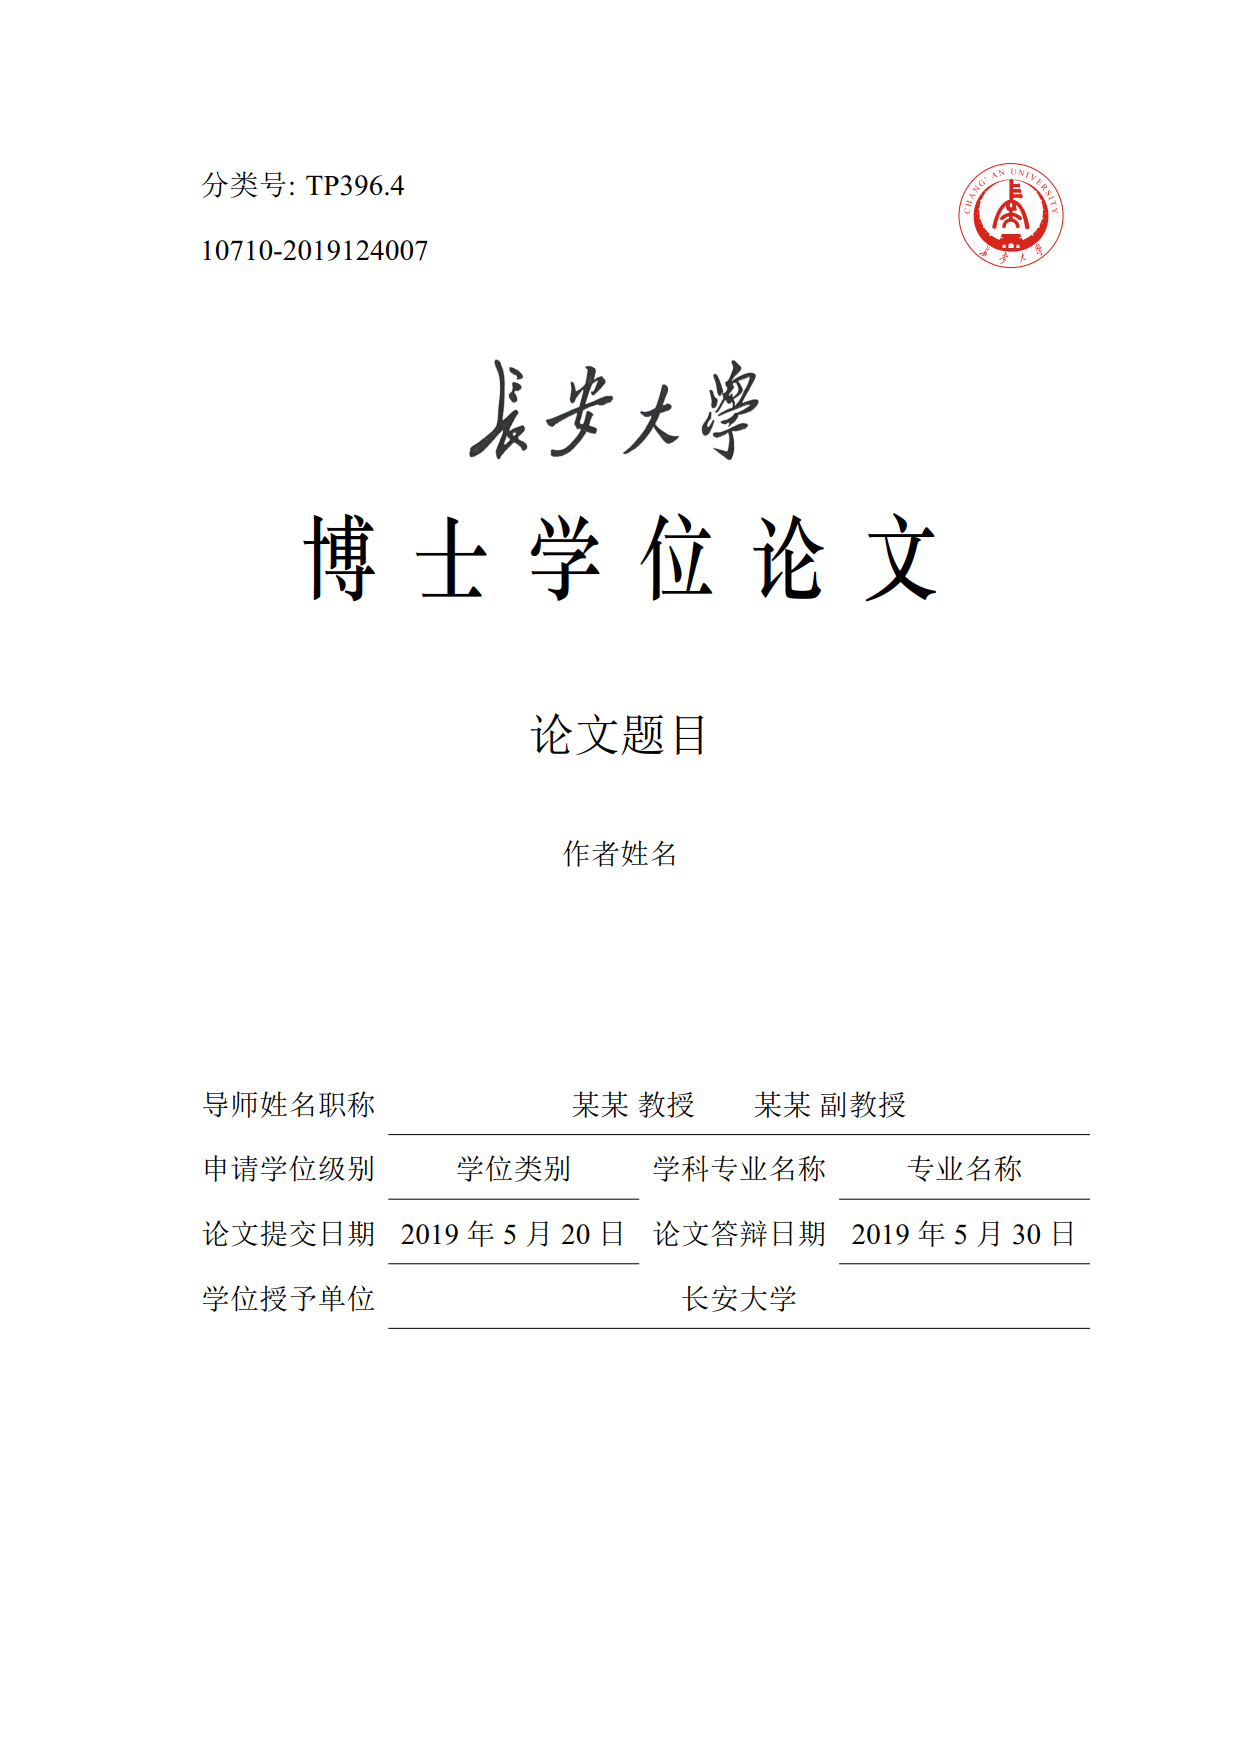 分类号: TP396.4
10710-2019124007
CHANG' AN UNIVERSITY
长安大学
長安大學
博士学位论文
论文题目
作者姓名
导师姓名职称 某某 教授 某某 副教授
申请学位级别 学位类别 学科专业名称 专业名称
论文提交日期 2019 年 5 月 20 日 论文答辩日期 2019 年 5 月 30 日
学位授予单位 长安大学